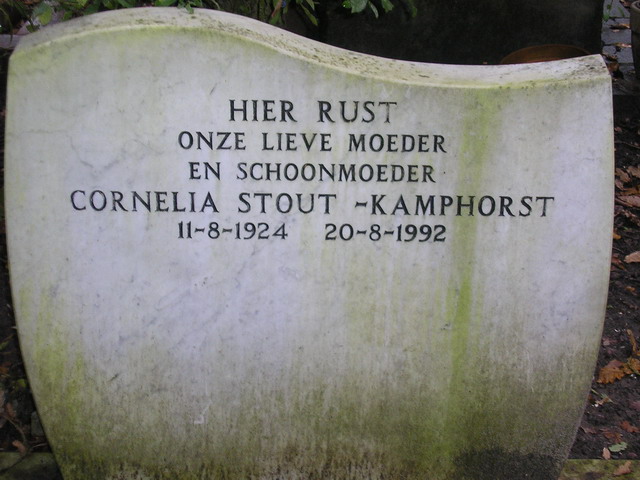 HIER RUST
ONZE LIEVE MOEDER
EN SCHOONMOEDER
CORNELIA STOUT -KAMPHORST
11-8-1924 20-8-1992